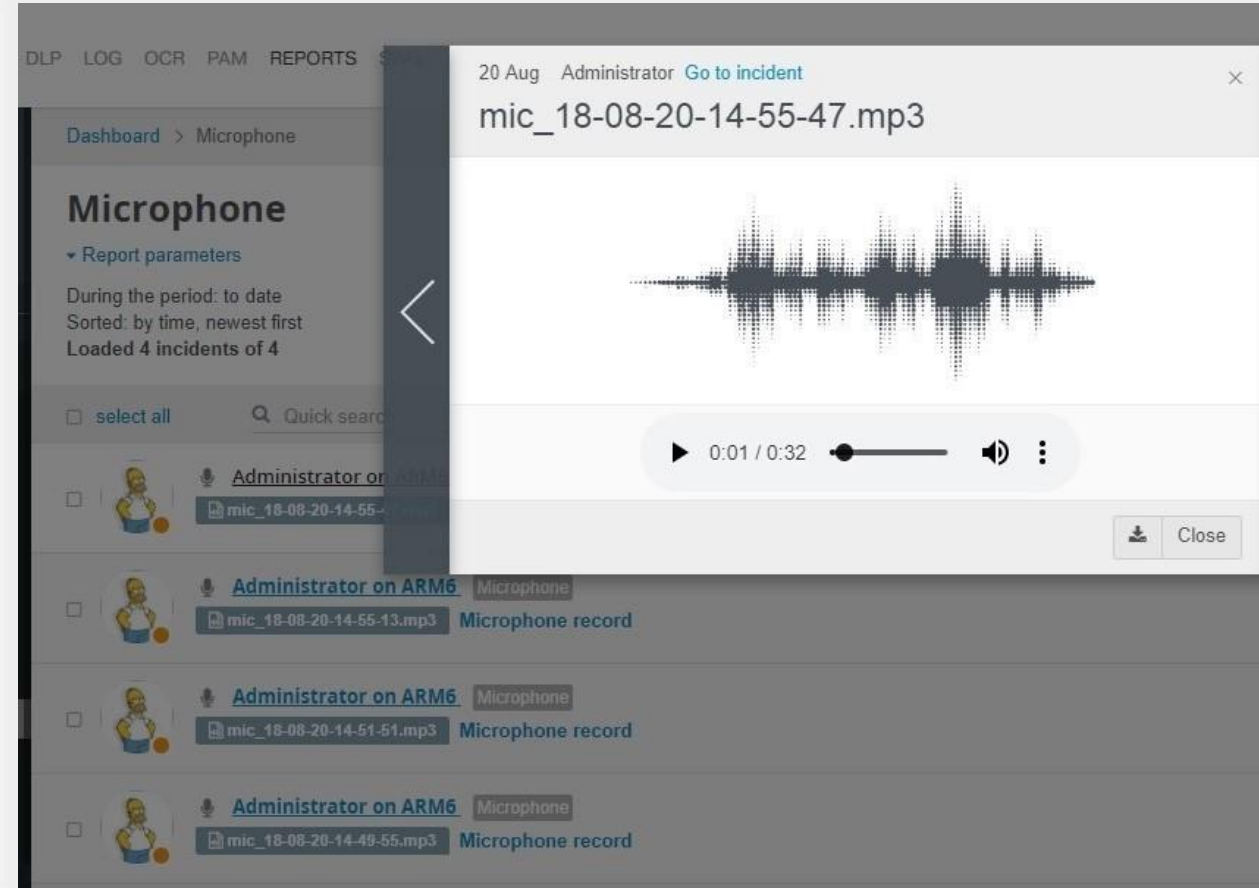 DLP LOG OCR PAM REPORTS
20 Aug Administrator Go to incident
mic_18-08-20-14-55-47.mp3
Dashboard > Microphone
Microphone
Report parameters
During the period: to date
Sorted: by time, newest first
Loaded 4 incidents of 4
select all Quick search
0:01 / 0:32
Administrator on ARM6
mic_18-08-20-14-55-47.mp3
Close
Administrator on ARM6 Microphone
mic_18-08-20-14-55-13.mp3 Microphone record
Administrator on ARM6 Microphone
mic_18-08-20-14-51-51.mp3 Microphone record
Administrator on ARM6 Microphone
mic_18-08-20-14-49-55.mp3 Microphone record